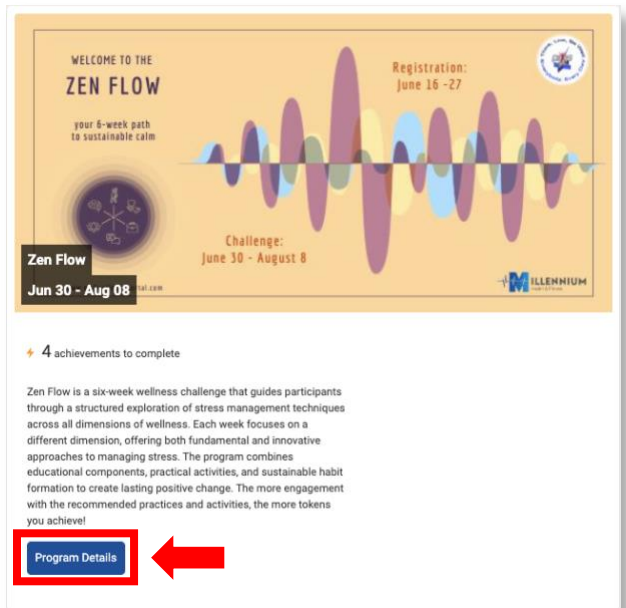 WELCOME TO THE
ZEN FLOW
your 6-week path
to sustainable calm
Registration:
June 16 -27
Challenge:
June 30 - August 8
Zen Flow
Jun 30 - Aug 08
tal.com
MILLENNIUM
4 achievements to complete
Zen Flow is a six-week wellness challenge that guides participants
through a structured exploration of stress management techniques
across all dimensions of wellness. Each week focuses on a
different dimension, offering both fundamental and innovative
approaches to managing stress. The program combines
educational components, practical activities, and sustainable habit
formation to create lasting positive change. The more engagement
with the recommended practices and activities, the more tokens
you achieve!
Program Details